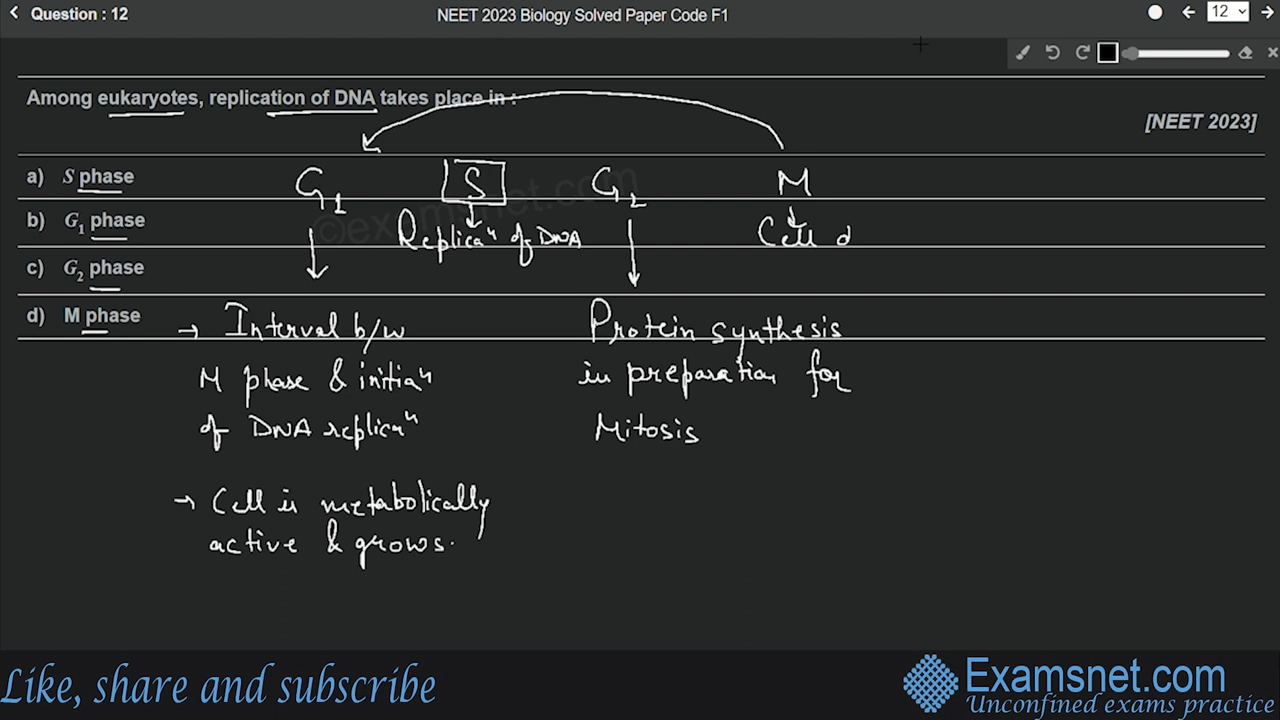 Question : 12
NEET 2023 Biology Solved Paper Code F1
12
Among eukaryotes, replication of DNA takes place in :
[NEET 2023]
a) S phase
b) G1 phase
c) G2 phase
d) M phase
G1 S G2 M
©examsnet.com
Replicaⁿ of DNA
Cell d
→ Interval b/w
M phase & initiaⁿ
of DNA replicaⁿ
→ Cell is metabolically
active & grows.
Protein synthesis
in preparation for
Mitosis
Like, share and subscribe
Examsnet.com
Unconfined exams practice